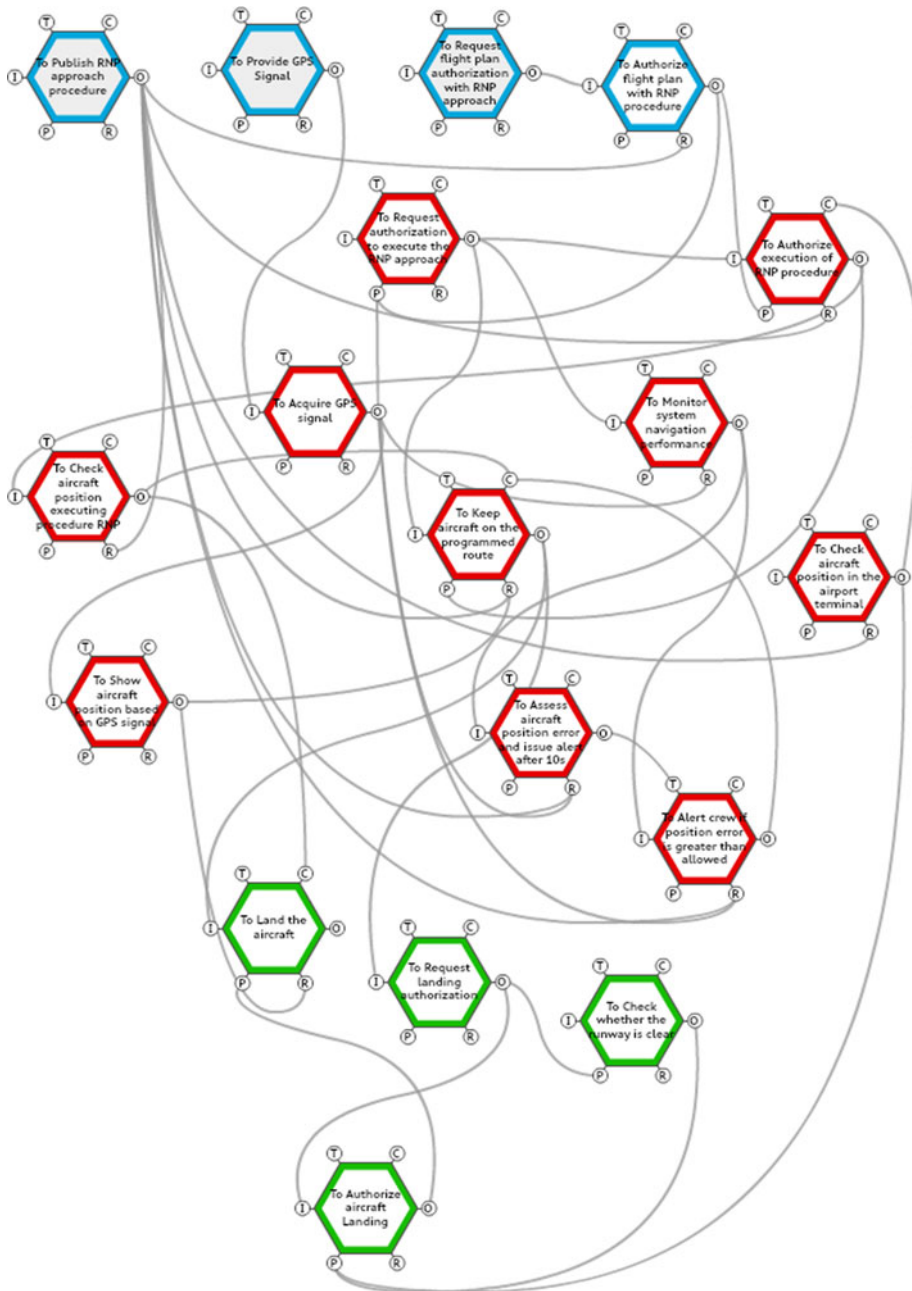 T C
I To Publish RNP
approach
procedure O
P R
T C
I To Provide GPS
Signal O
P R
T C
I To Request
flight plan
authorization
with RNP
approach O
P R
T C
I To Authorize
flight plan
with RNP
procedure O
P R
T C
I To Request
authorization
to execute the
RNP approach O
P R
T C
I To Authorize
execution of
RNP procedure O
P R
T C
I To Acquire GPS
signal O
P R
T C
I To Monitor
system
navigation
performance O
P R
T C
I To Check
aircraft
position
executing
procedure RNP O
P R
T C
I To Keep
aircraft on the
programmed
route O
P R
T C
I To Check
aircraft
position in the
airport
terminal O
P R
T C
I To Show
aircraft
position based
on GPS signal O
P R
T C
I To Assess
aircraft
position error
and issue alert
after 10s O
P R
T C
I To Alert crew if
position error
is greater than
allowed O
P R
T C
I To Land the
aircraft O
P R
T C
I To Request
landing
authorization O
P R
T C
I To Check
whether the
runway is clear O
P R
T C
I To Authorize
aircraft
Landing O
P R